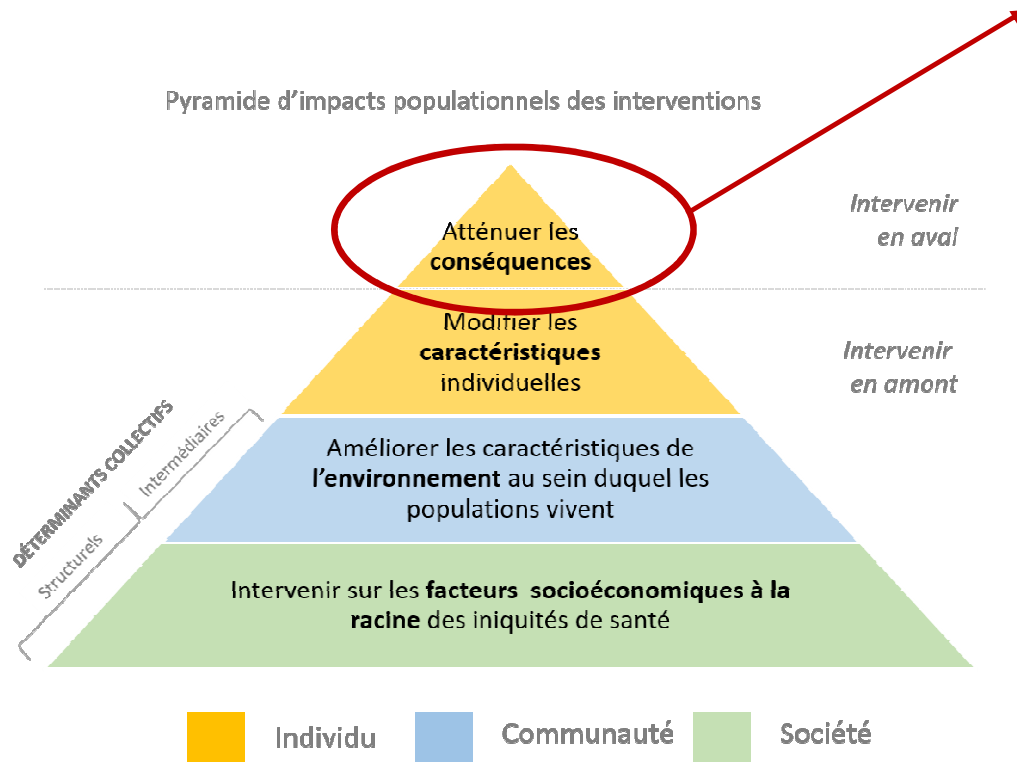 Pyramide d'impacts populationnels des interventions
Intervenir
en aval
Atténuer les
conséquences
Modifier les
caractéristiques
individuelles
Intervenir
en amont
DÉTERMINANTS COLLECTIFS
Intermédiaires
Structurels
Améliorer les caractéristiques de
l'environnement au sein duquel les
populations vivent
Intervenir sur les facteurs socioéconomiques à la
racine des iniquités de santé
Individu
Communauté
Société